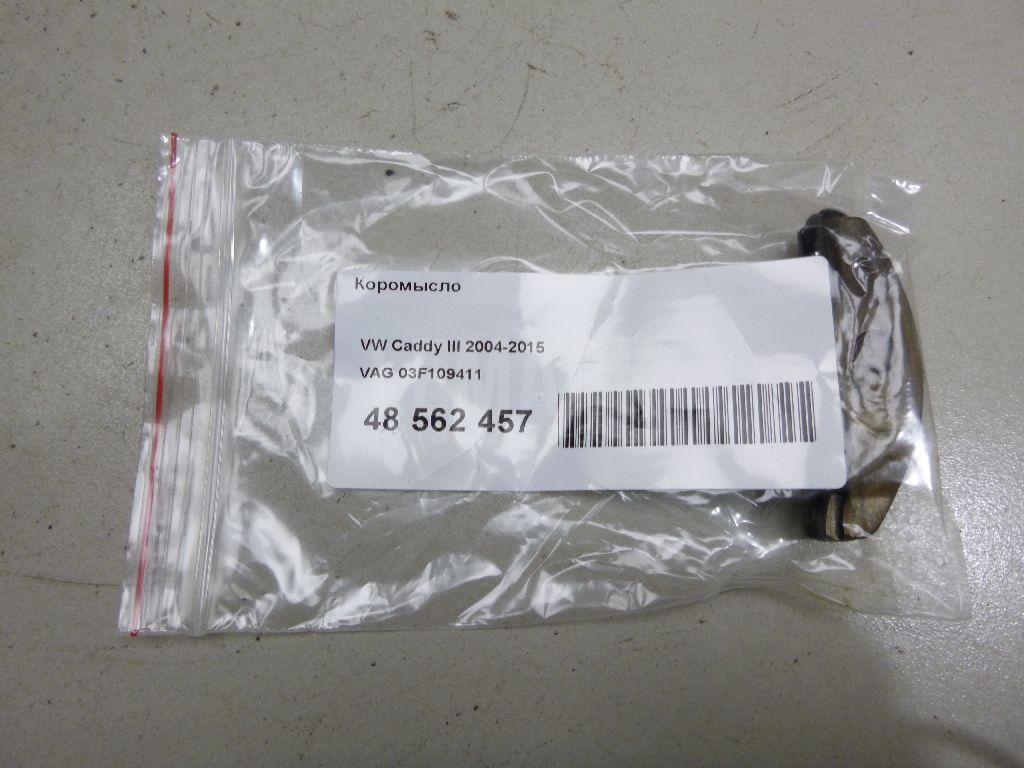 Коромысло
VW Caddy III 2004-2015
VAG 03F109411
48 562 457